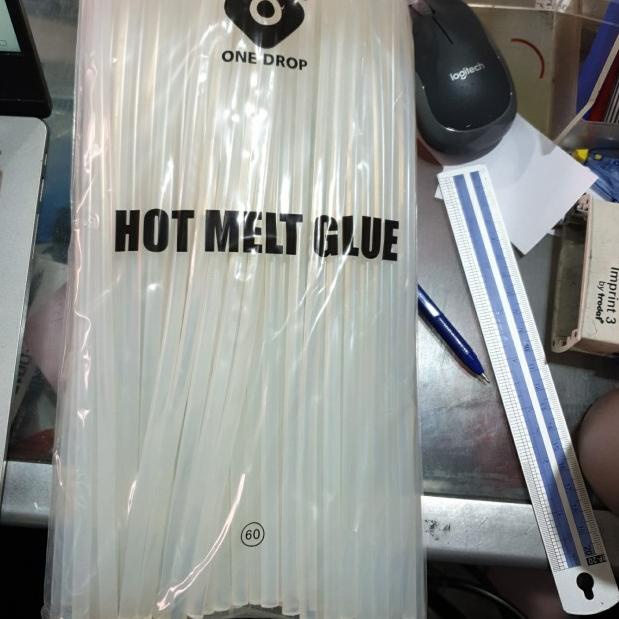 ONE DROP
logitech
HOT MELT GLUE
Imprint 3
by trodat
60